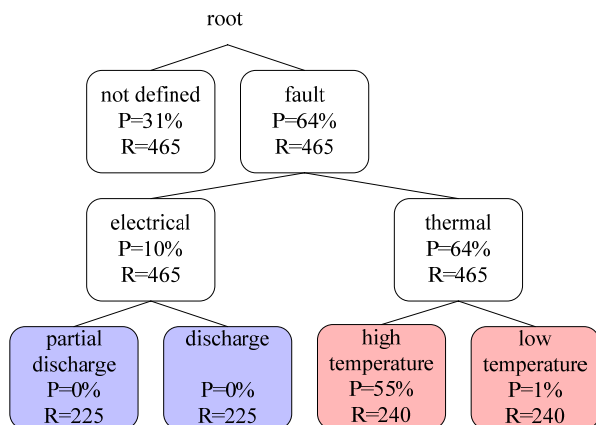 root
not defined
P=31%
R=465
fault
P=64%
R=465
electrical
P=10%
R=465
thermal
P=64%
R=465
partial
discharge
P=0%
R=225
discharge
P=0%
R=225
high
temperature
P=55%
R=240
low
temperature
P=1%
R=240